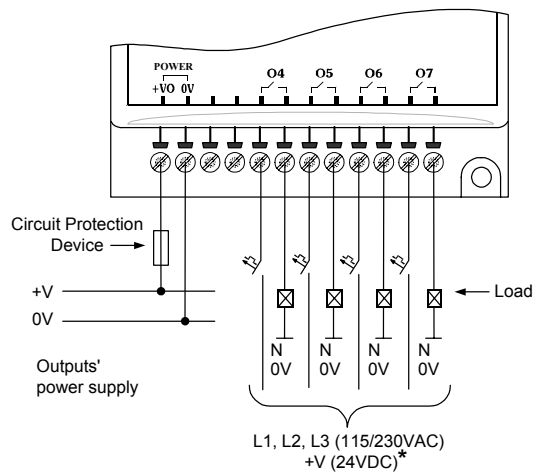 POWER
+VO 0V
O4 O5 O6 O7
Circuit Protection
Device
+V
0V
Load
N N N N
0V 0V 0V 0V
Outputs'
power supply
L1, L2, L3 (115/230VAC)
+V (24VDC)*